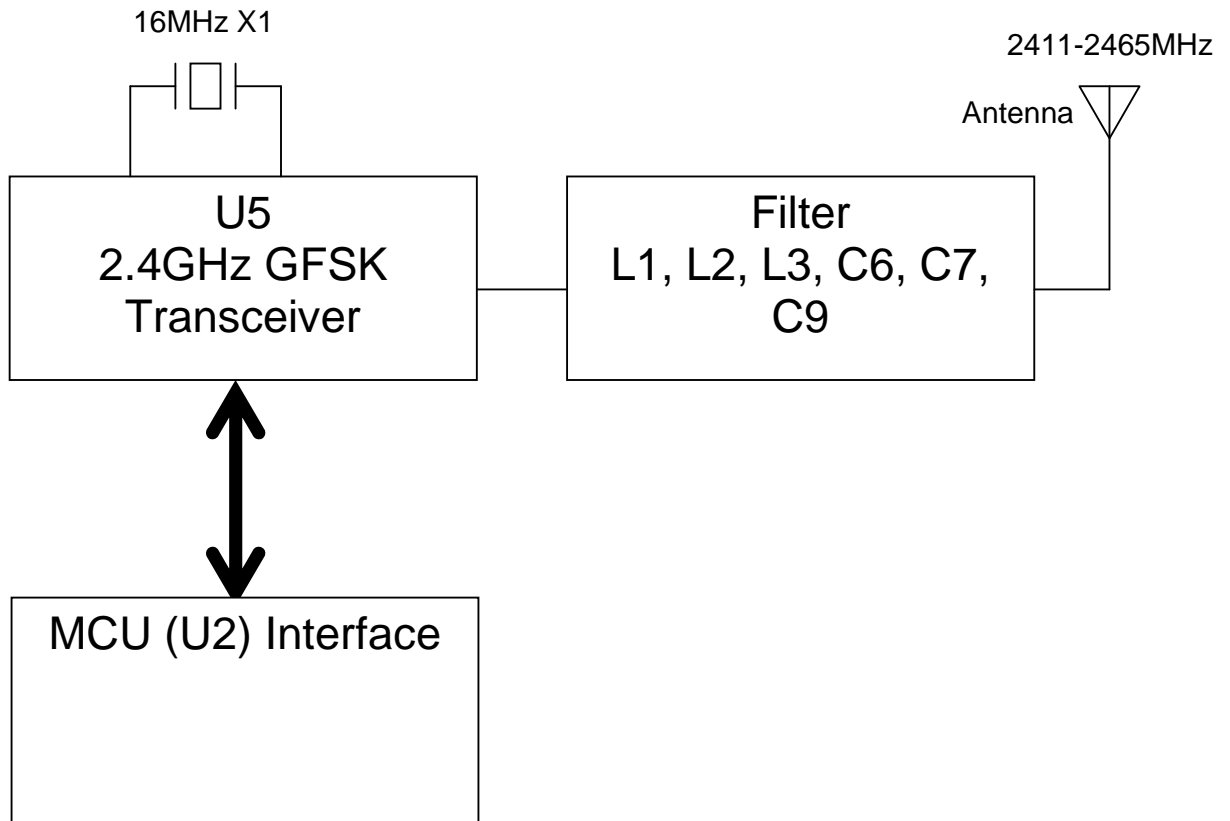 16MHz X1
2411-2465MHz
Antenna
U5
2.4GHz GFSK
Transceiver
Filter
L1, L2, L3, C6, C7,
C9
MCU (U2) Interface